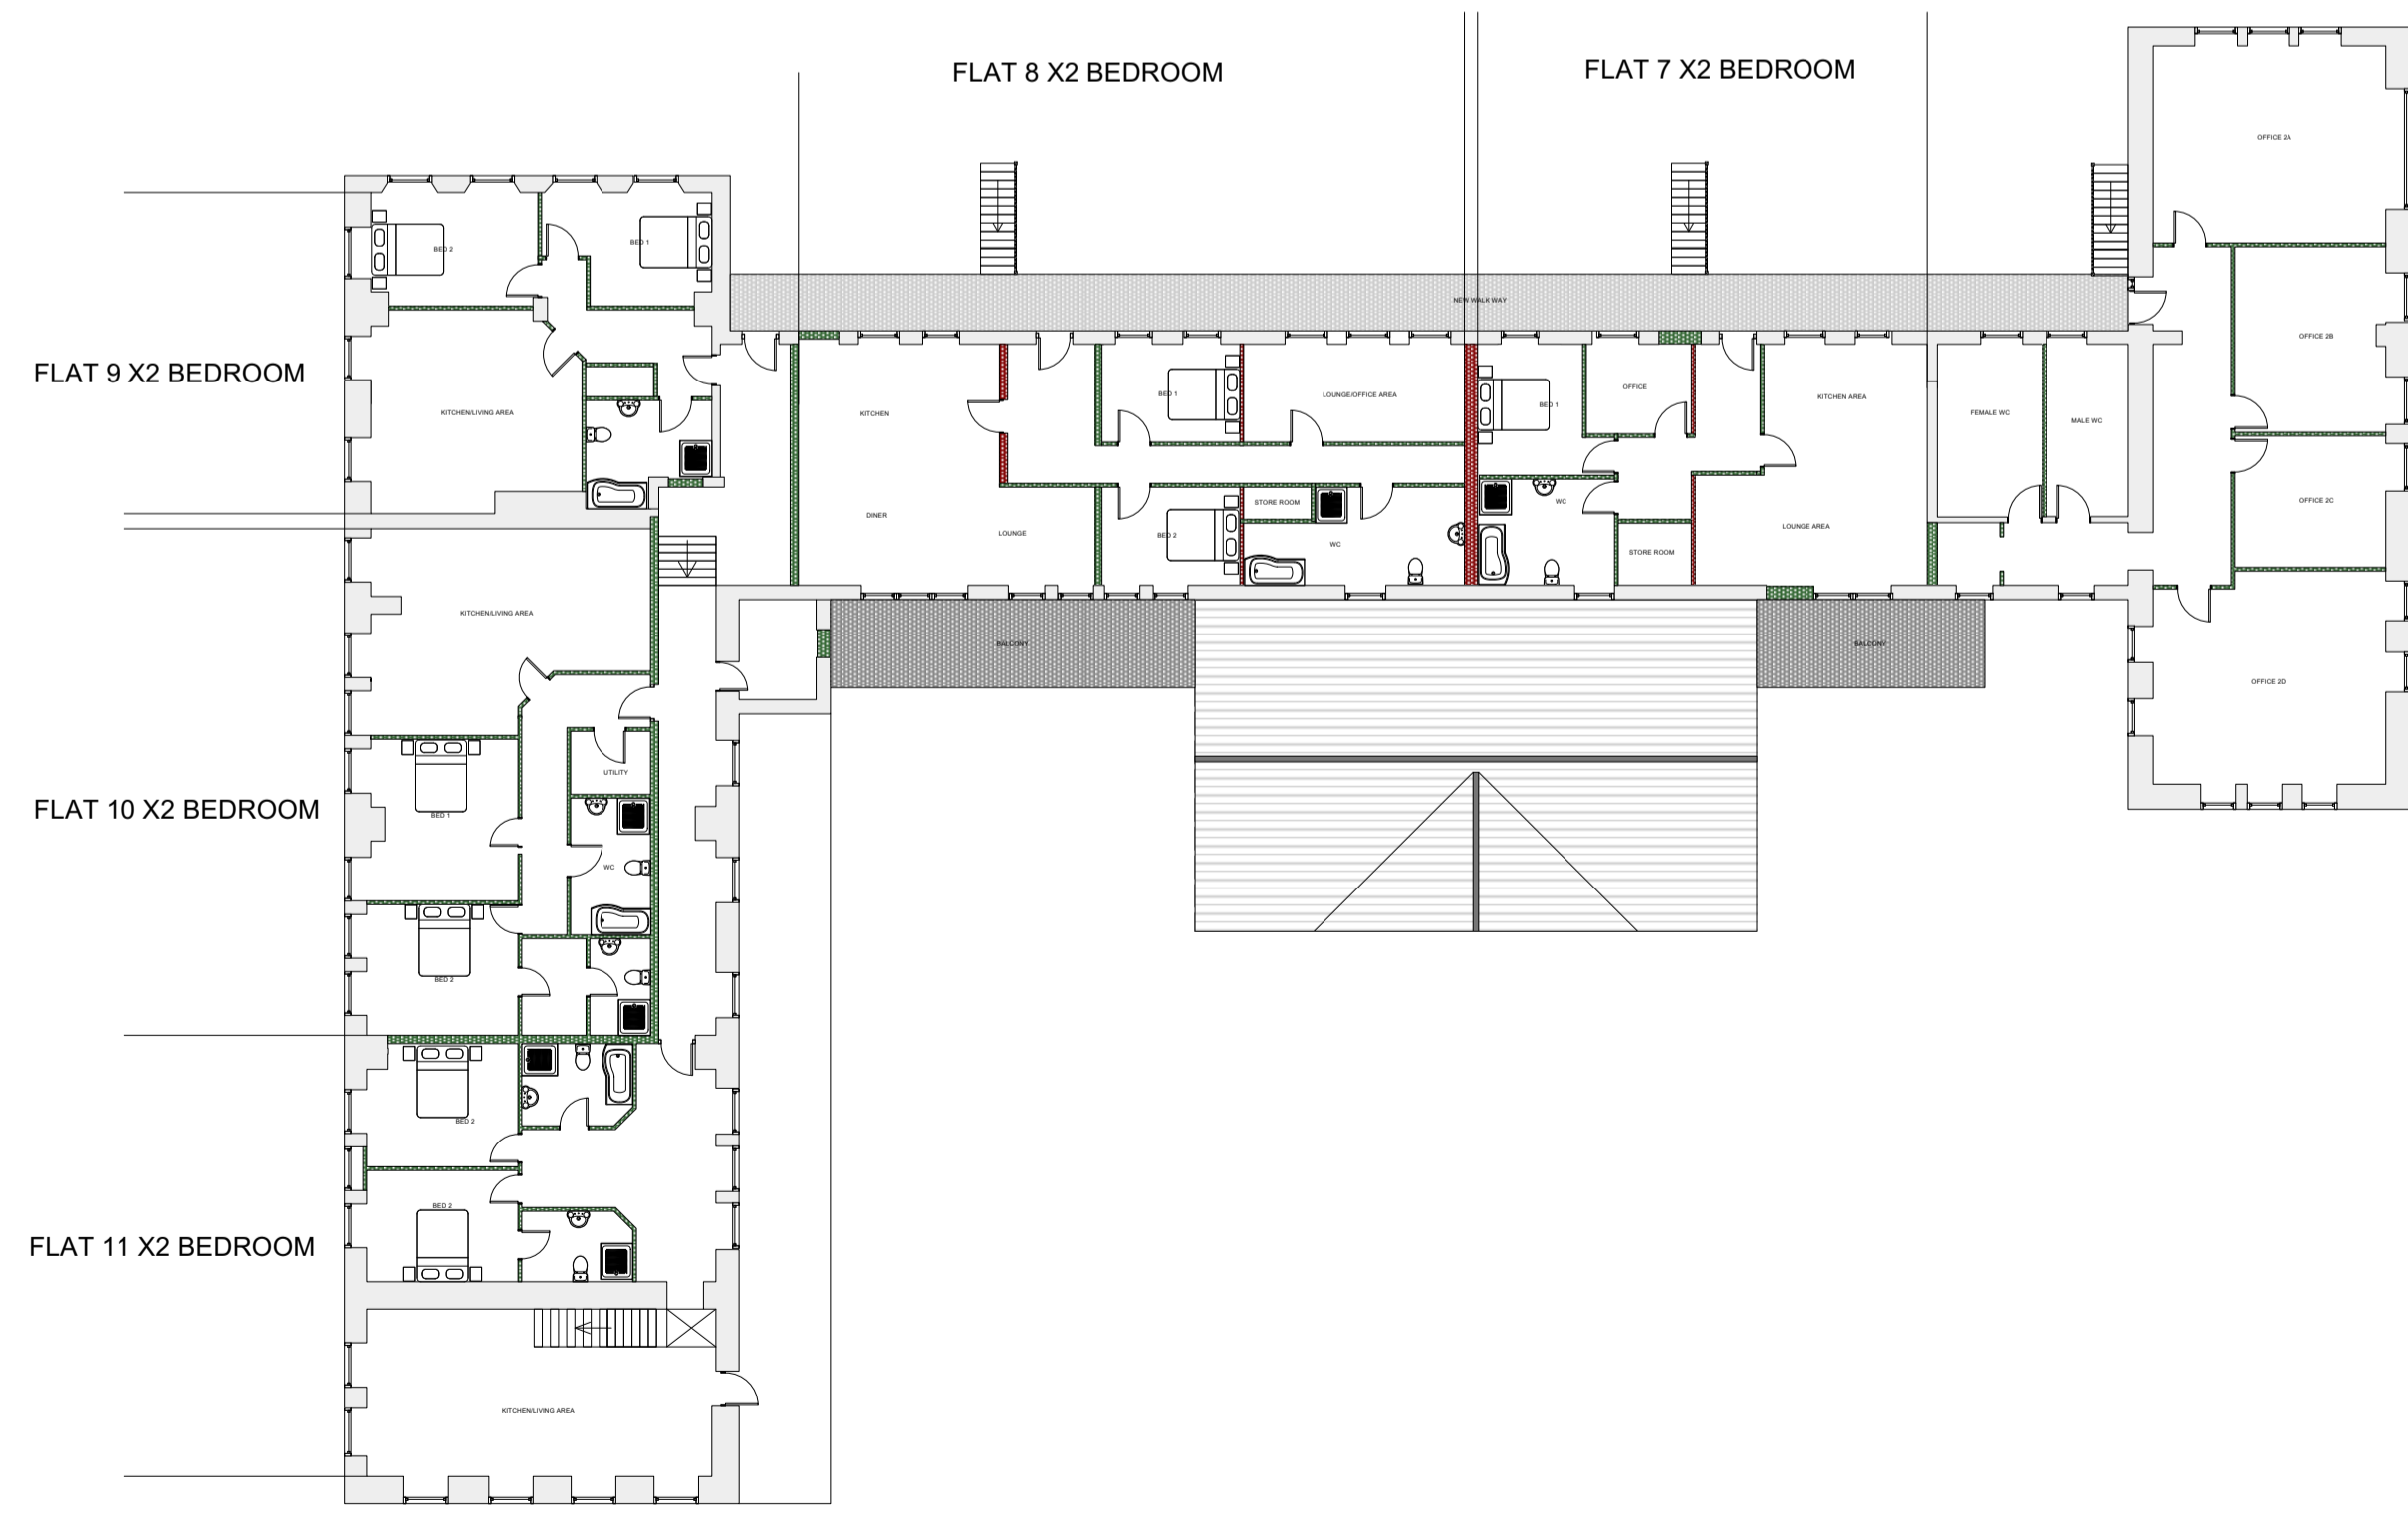 FLAT 8 X2 BEDROOM
FLAT 7 X2 BEDROOM
OFFICE 2A
BED 2
BED 1
NEW WALK WAY
OFFICE 2B
FLAT 9 X2 BEDROOM
KITCHEN/LIVING AREA
KITCHEN
BED 1
LOUNGE/OFFICE AREA
BED 1
OFFICE
KITCHEN AREA
FEMALE WC
MALE WC
STORE ROOM
WC
OFFICE 2C
DINER
LOUNGE
BED 2
WC
STORE ROOM
LOUNGE AREA
KITCHEN/LIVING AREA
BALCONY
BALCONY
OFFICE 2D
UTILITY
FLAT 10 X2 BEDROOM
BED 1
WC
BED 2
BED 2
BED 2
FLAT 11 X2 BEDROOM
KITCHEN/LIVING AREA